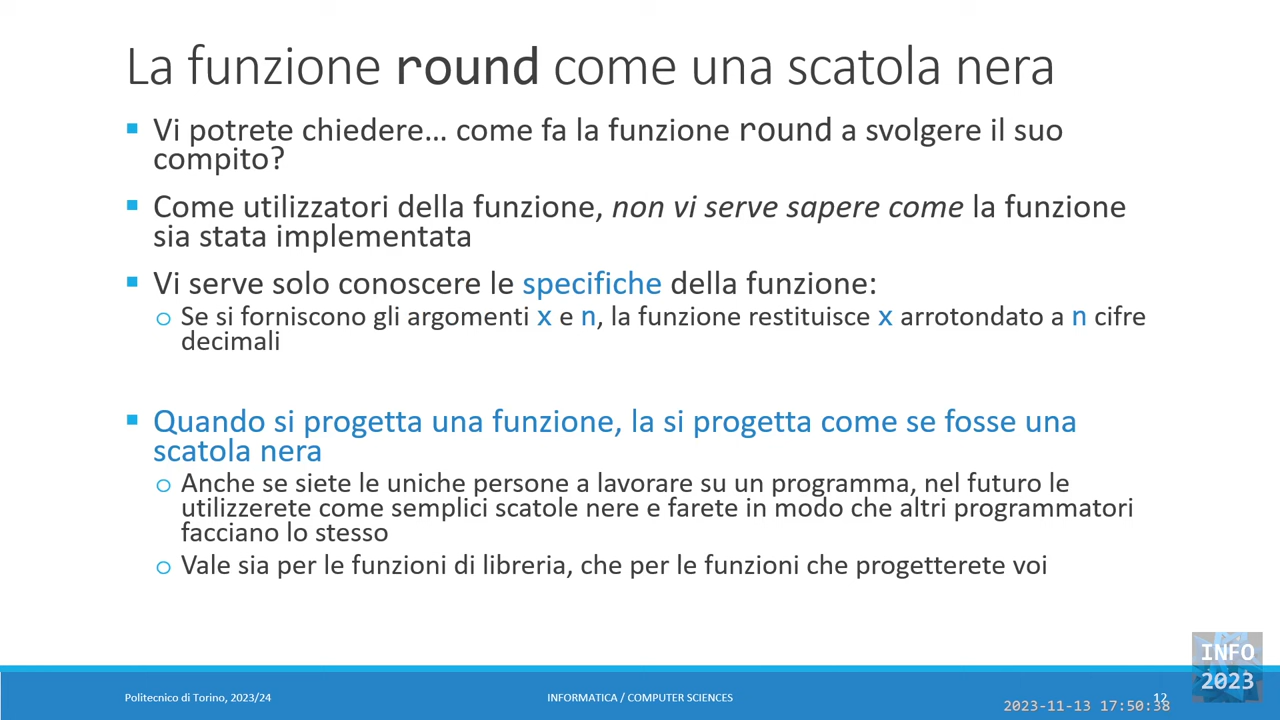 La funzione round come una scatola nera
Vi potrete chiedere… come fa la funzione round a svolgere il suo
compito?
Come utilizzatori della funzione, non vi serve sapere come la funzione
sia stata implementata
Vi serve solo conoscere le specifiche della funzione:
Se si forniscono gli argomenti x e n, la funzione restituisce x arrotondato a n cifre
decimali
Quando si progetta una funzione, la si progetta come se fosse una
scatola nera
Anche se siete le uniche persone a lavorare su un programma, nel futuro le
utilizzerete come semplici scatole nere e farete in modo che altri programmatori
facciano lo stesso
Vale sia per le funzioni di libreria, che per le funzioni che progetterete voi
Politecnico di Torino, 2023/24
INFORMATICA / COMPUTER SCIENCES
12
2023-11-13 17:50:38
INFO
2023